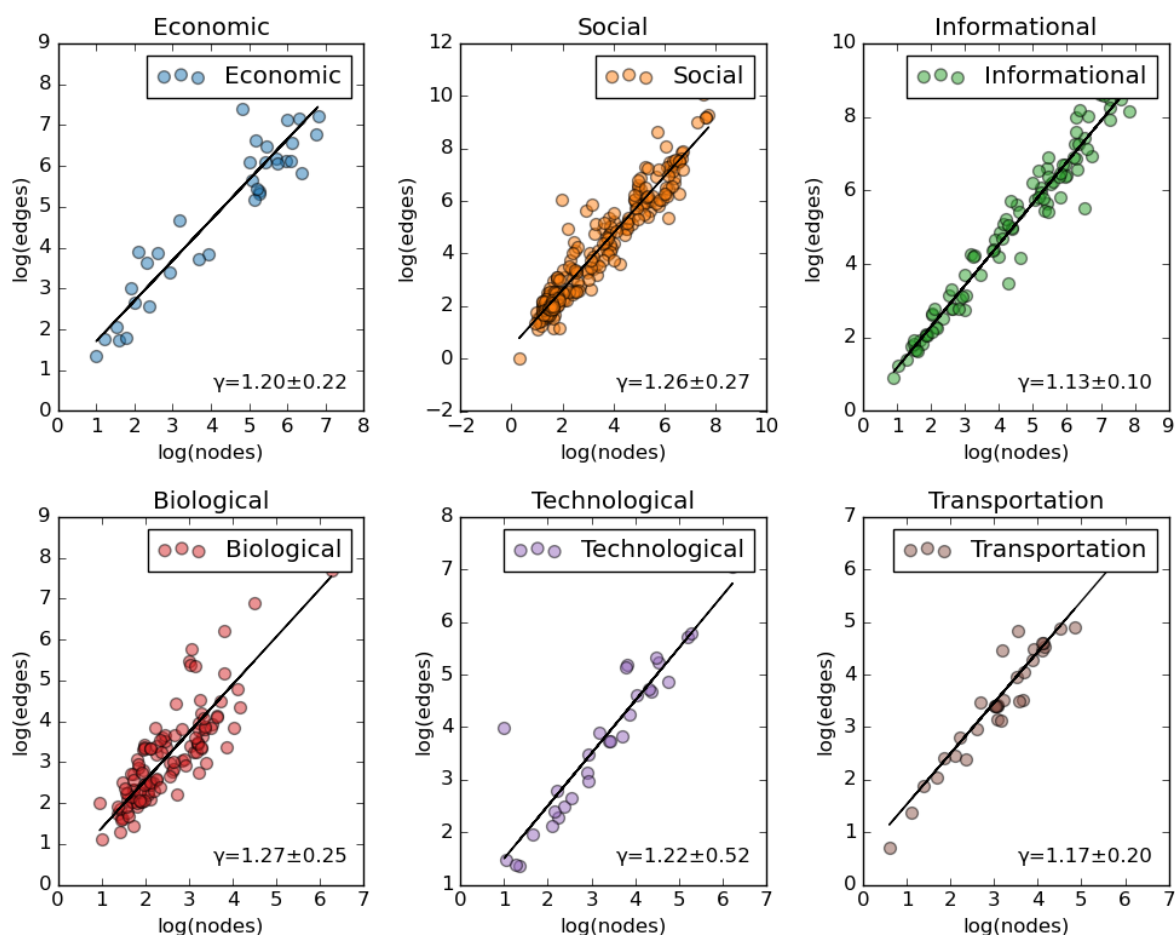 Economic
9
8
7
6
5
4
3
2
1
0
log(edges)
Economic
γ=1.20±0.22
0 1 2 3 4 5 6 7 8
log(nodes)
Social
12
10
8
6
4
2
0
−2
log(edges)
Social
γ=1.26±0.27
−2 0 2 4 6 8 10
log(nodes)
Informational
10
8
6
4
2
0
log(edges)
Informational
γ=1.13±0.10
0 1 2 3 4 5 6 7 8 9
log(nodes)
Biological
9
8
7
6
5
4
3
2
1
0
log(edges)
Biological
γ=1.27±0.25
0 1 2 3 4 5 6 7
log(nodes)
Technological
8
7
6
5
4
3
2
1
log(edges)
Technological
γ=1.22±0.52
0 1 2 3 4 5 6 7
log(nodes)
Transportation
7
6
5
4
3
2
1
0
log(edges)
Transportation
γ=1.17±0.20
0 1 2 3 4 5 6 7
log(nodes)